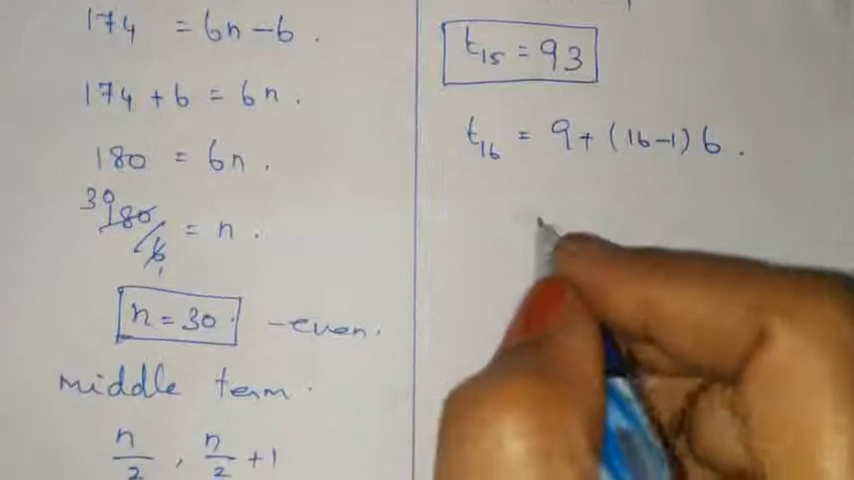 174 = 6n - 6 .
174 + 6 = 6n .
180 = 6n .
30
180/6 = n .
1
n = 30 . - even .
middle term .
n/2 , n/2 + 1
t15 = 93
t16 = 9 + (16-1) 6 .